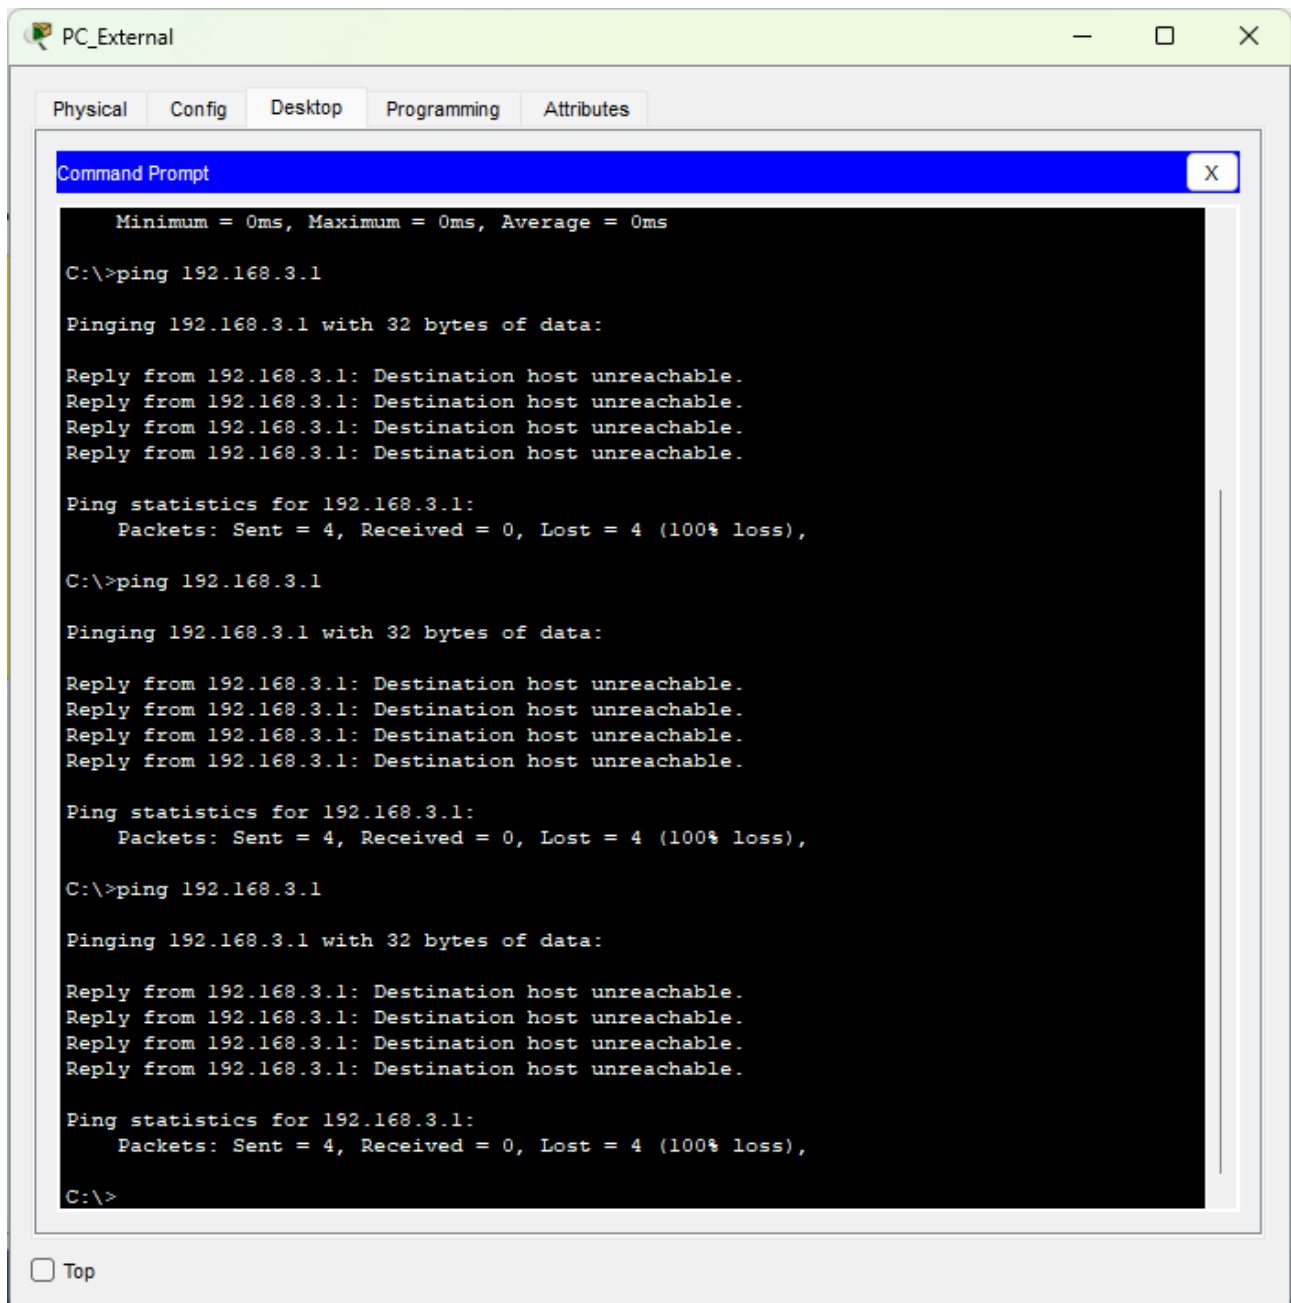 PC_External
Physical Config Desktop Programming Attributes
Command Prompt X
Minimum = 0ms, Maximum = 0ms, Average = 0ms
C:\>ping 192.168.3.1
Pinging 192.168.3.1 with 32 bytes of data:
Reply from 192.168.3.1: Destination host unreachable.
Reply from 192.168.3.1: Destination host unreachable.
Reply from 192.168.3.1: Destination host unreachable.
Reply from 192.168.3.1: Destination host unreachable.
Ping statistics for 192.168.3.1:
Packets: Sent = 4, Received = 0, Lost = 4 (100% loss),
C:\>ping 192.168.3.1
Pinging 192.168.3.1 with 32 bytes of data:
Reply from 192.168.3.1: Destination host unreachable.
Reply from 192.168.3.1: Destination host unreachable.
Reply from 192.168.3.1: Destination host unreachable.
Reply from 192.168.3.1: Destination host unreachable.
Ping statistics for 192.168.3.1:
Packets: Sent = 4, Received = 0, Lost = 4 (100% loss),
C:\>ping 192.168.3.1
Pinging 192.168.3.1 with 32 bytes of data:
Reply from 192.168.3.1: Destination host unreachable.
Reply from 192.168.3.1: Destination host unreachable.
Reply from 192.168.3.1: Destination host unreachable.
Reply from 192.168.3.1: Destination host unreachable.
Ping statistics for 192.168.3.1:
Packets: Sent = 4, Received = 0, Lost = 4 (100% loss),
C:\>
Top